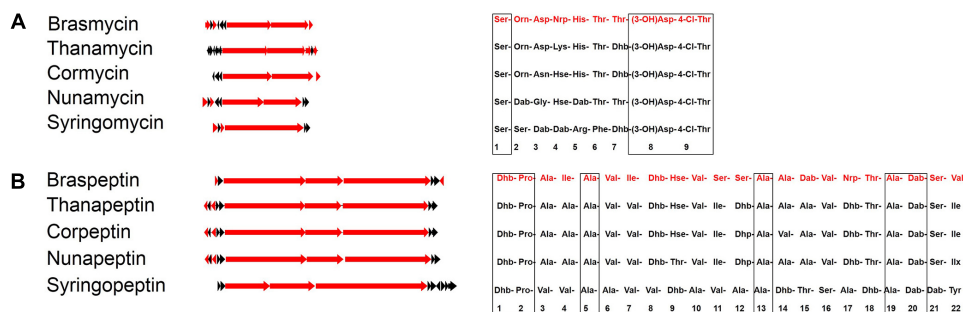 A
Brasmycin Ser- Orn- Asp-Nrp- His- Thr- Thr- (3-OH)Asp- 4-Cl-Thr
Thanamycin Ser- Orn- Asp-Lys- His- Thr- Dhb-(3-OH)Asp- 4-Cl-Thr
Cormycin Ser- Orn- Asn-Hse- His- Thr- Dhb-(3-OH)Asp- 4-Cl-Thr
Nunamycin Ser- Dab-Gly- Hse-Dab- Thr- Thr- (3-OH)Asp- 4-Cl-Thr
Syringomycin Ser- Ser- Dab-Dab- Arg- Phe-Dhb-(3-OH)Asp- 4-Cl-Thr
1 2 3 4 5 6 7 8 9
B
Braspeptin Dhb- Pro- Ala- Ile- Ala- Val- Ile- Dhb-Hse- Val- Ser- Ser- Ala- Ala- Dab- Val- Nrp- Thr- Ala- Dab- Ser- Val
Thanapeptin Dhb- Pro- Ala- Ala- Ala- Val- Val- Dhb-Hse- Val- Ile- Dhb- Ala- Ala- Ala- Val- Dhb-Thr- Ala- Dab- Ser- Ile
Corpeptin Dhb- Pro- Ala- Ala- Ala- Val- Val- Dhb-Hse- Val- Ile- Dhp-Ala- Val- Ala- Val- Dhb-Thr- Ala- Dab- Ser- Ile
Nunapeptin Dhb- Pro- Ala- Ala- Ala- Val- Val- Dhb- Thr- Val- Ile- Dhp-Ala- Val- Ala- Val- Dhb-Thr- Ala- Dab- Ser- Ilx
Syringopeptin Dhb- Pro- Val- Val- Ala- Ala- Val- Val- Dhb-Ala- Val- Ala- Ala- Dhb-Thr- Ser- Ala- Dhb- Ala- Dab-Dab- Tyr
1 2 3 4 5 6 7 8 9 10 11 12 13 14 15 16 17 18 19 20 21 22